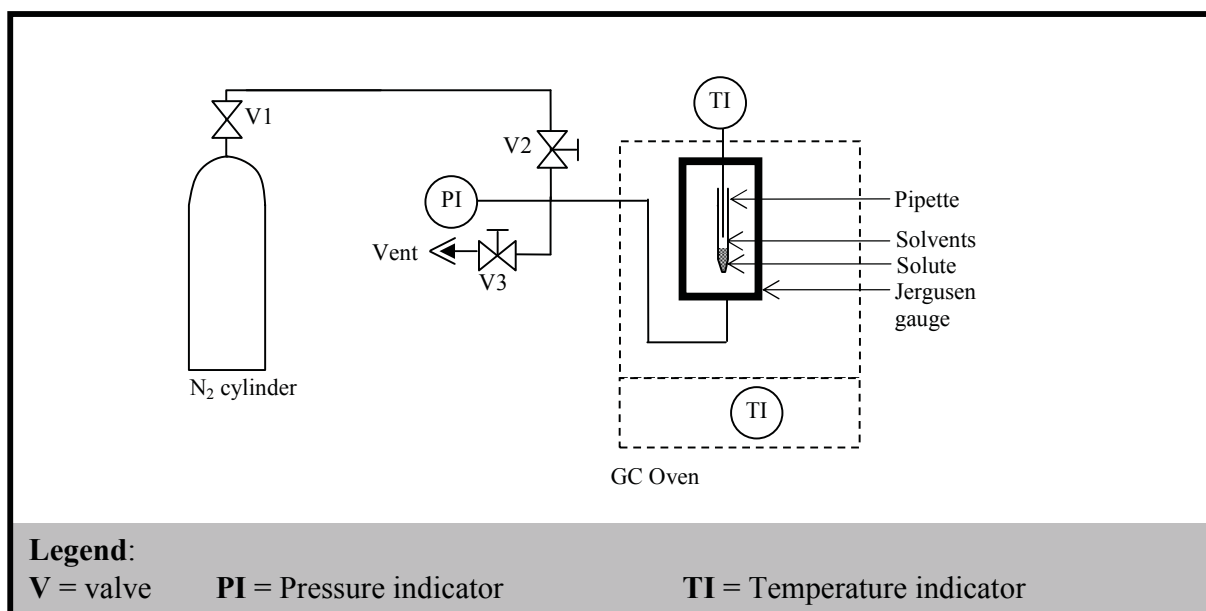 TI
V1
V2
PI
Pipette
Solvents
Vent
Solute
V3
Jergusen
gauge
N₂ cylinder
TI
GC Oven
Legend:
V = valve PI = Pressure indicator TI = Temperature indicator